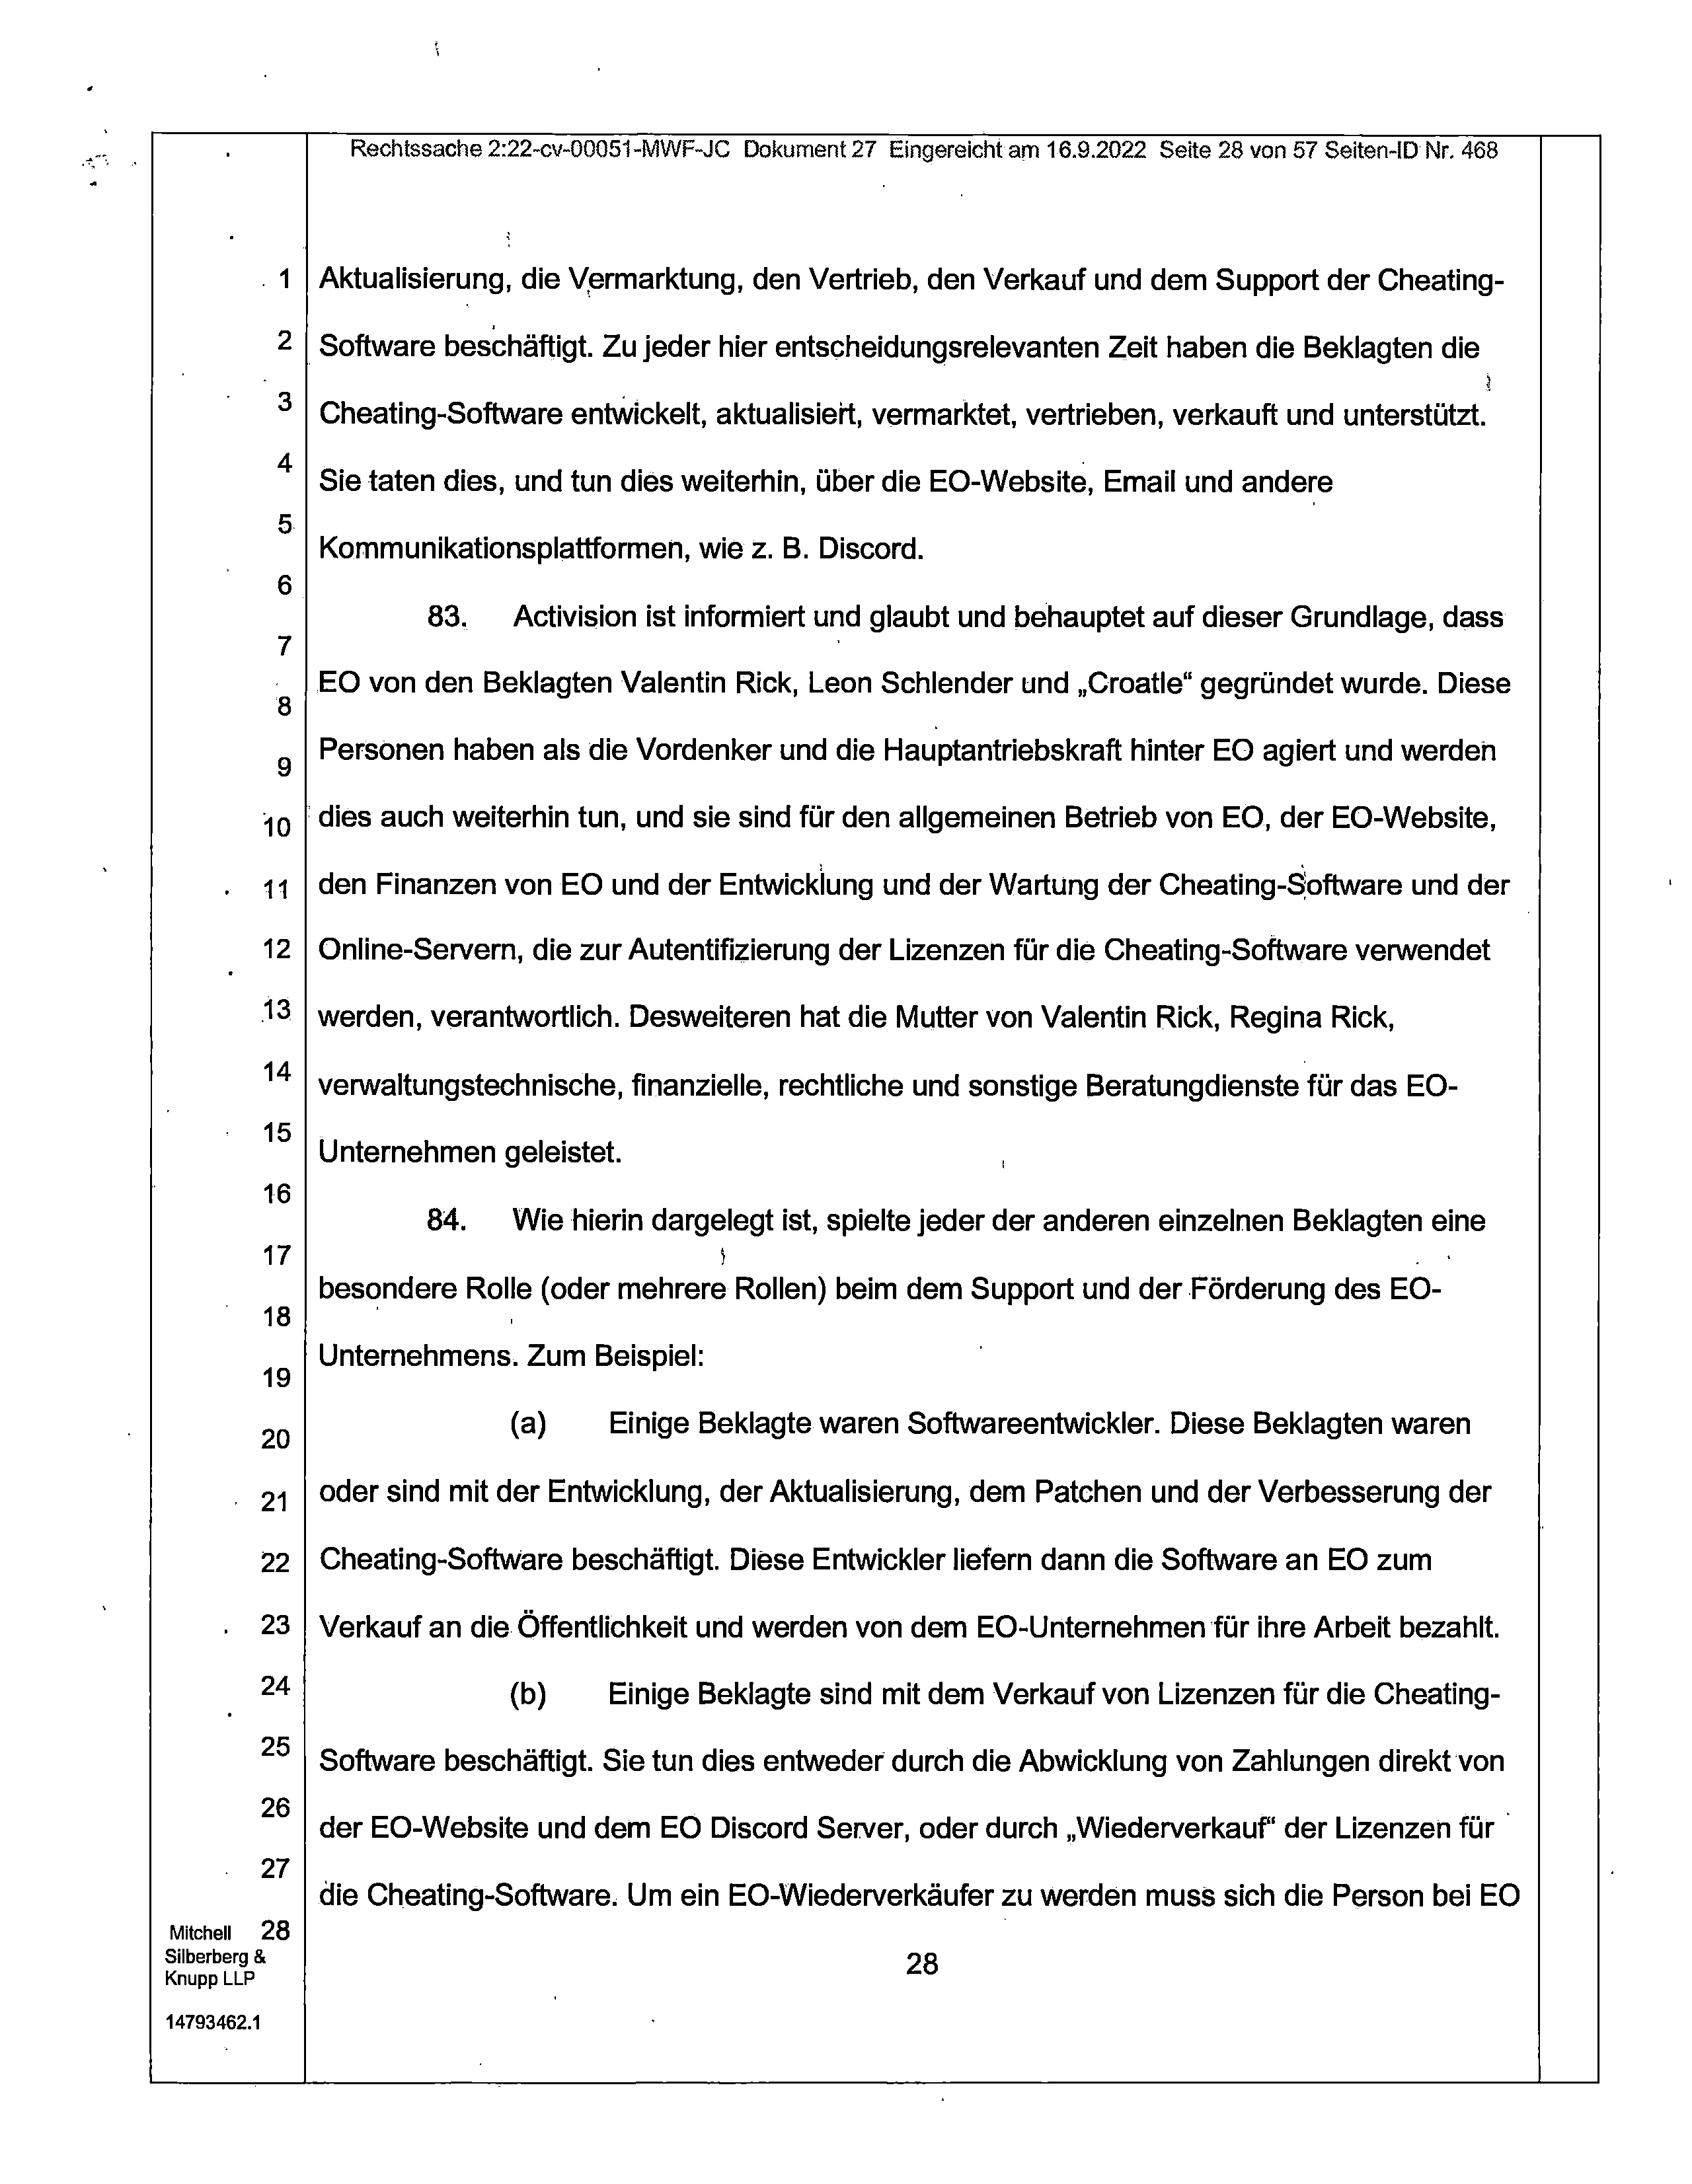 Rechtssache 2:22-cv-00051-MWF-JC Dokument 27 Eingereicht am 16.9.2022 Seite 28 von 57 Seiten-ID Nr. 468
1 Aktualisierung, die Vermarktung, den Vertrieb, den Verkauf und dem Support der Cheating-
2 Software beschäftigt. Zu jeder hier entscheidungsrelevanten Zeit haben die Beklagten die
3 Cheating-Software entwickelt, aktualisiert, vermarktet, vertrieben, verkauft und unterstützt.
4 Sie taten dies, und tun dies weiterhin, über die EO-Website, Email und andere
5 Kommunikationsplattformen, wie z. B. Discord.
6
83. Activision ist informiert und glaubt und behauptet auf dieser Grundlage, dass
7
EO von den Beklagten Valentin Rick, Leon Schlender und „Croatle“ gegründet wurde. Diese
8
Personen haben als die Vordenker und die Hauptantriebskraft hinter EO agiert und werden
9
10 dies auch weiterhin tun, und sie sind für den allgemeinen Betrieb von EO, der EO-Website,
11 den Finanzen von EO und der Entwicklung und der Wartung der Cheating-Software und der
12 Online-Servern, die zur Autentifizierung der Lizenzen für die Cheating-Software verwendet
13 werden, verantwortlich. Desweiteren hat die Mutter von Valentin Rick, Regina Rick,
14 verwaltungstechnische, finanzielle, rechtliche und sonstige Beratungdienste für das EO-
15 Unternehmen geleistet.
16
84. Wie hierin dargelegt ist, spielte jeder der anderen einzelnen Beklagten eine
17
besondere Rolle (oder mehrere Rollen) beim dem Support und der Förderung des EO-
18
Unternehmens. Zum Beispiel:
19
20 (a) Einige Beklagte waren Softwareentwickler. Diese Beklagten waren
21 oder sind mit der Entwicklung, der Aktualisierung, dem Patchen und der Verbesserung der
22 Cheating-Software beschäftigt. Diese Entwickler liefern dann die Software an EO zum
23 Verkauf an die Öffentlichkeit und werden von dem EO-Unternehmen für ihre Arbeit bezahlt.
24 (b) Einige Beklagte sind mit dem Verkauf von Lizenzen für die Cheating-
25 Software beschäftigt. Sie tun dies entweder durch die Abwicklung von Zahlungen direkt von
26 der EO-Website und dem EO Discord Server, oder durch „Wiederverkauf“ der Lizenzen für
27 die Cheating-Software. Um ein EO-Wiederverkäufer zu werden muss sich die Person bei EO
Mitchell 28
Silberberg &
Knupp LLP
28
14793462.1